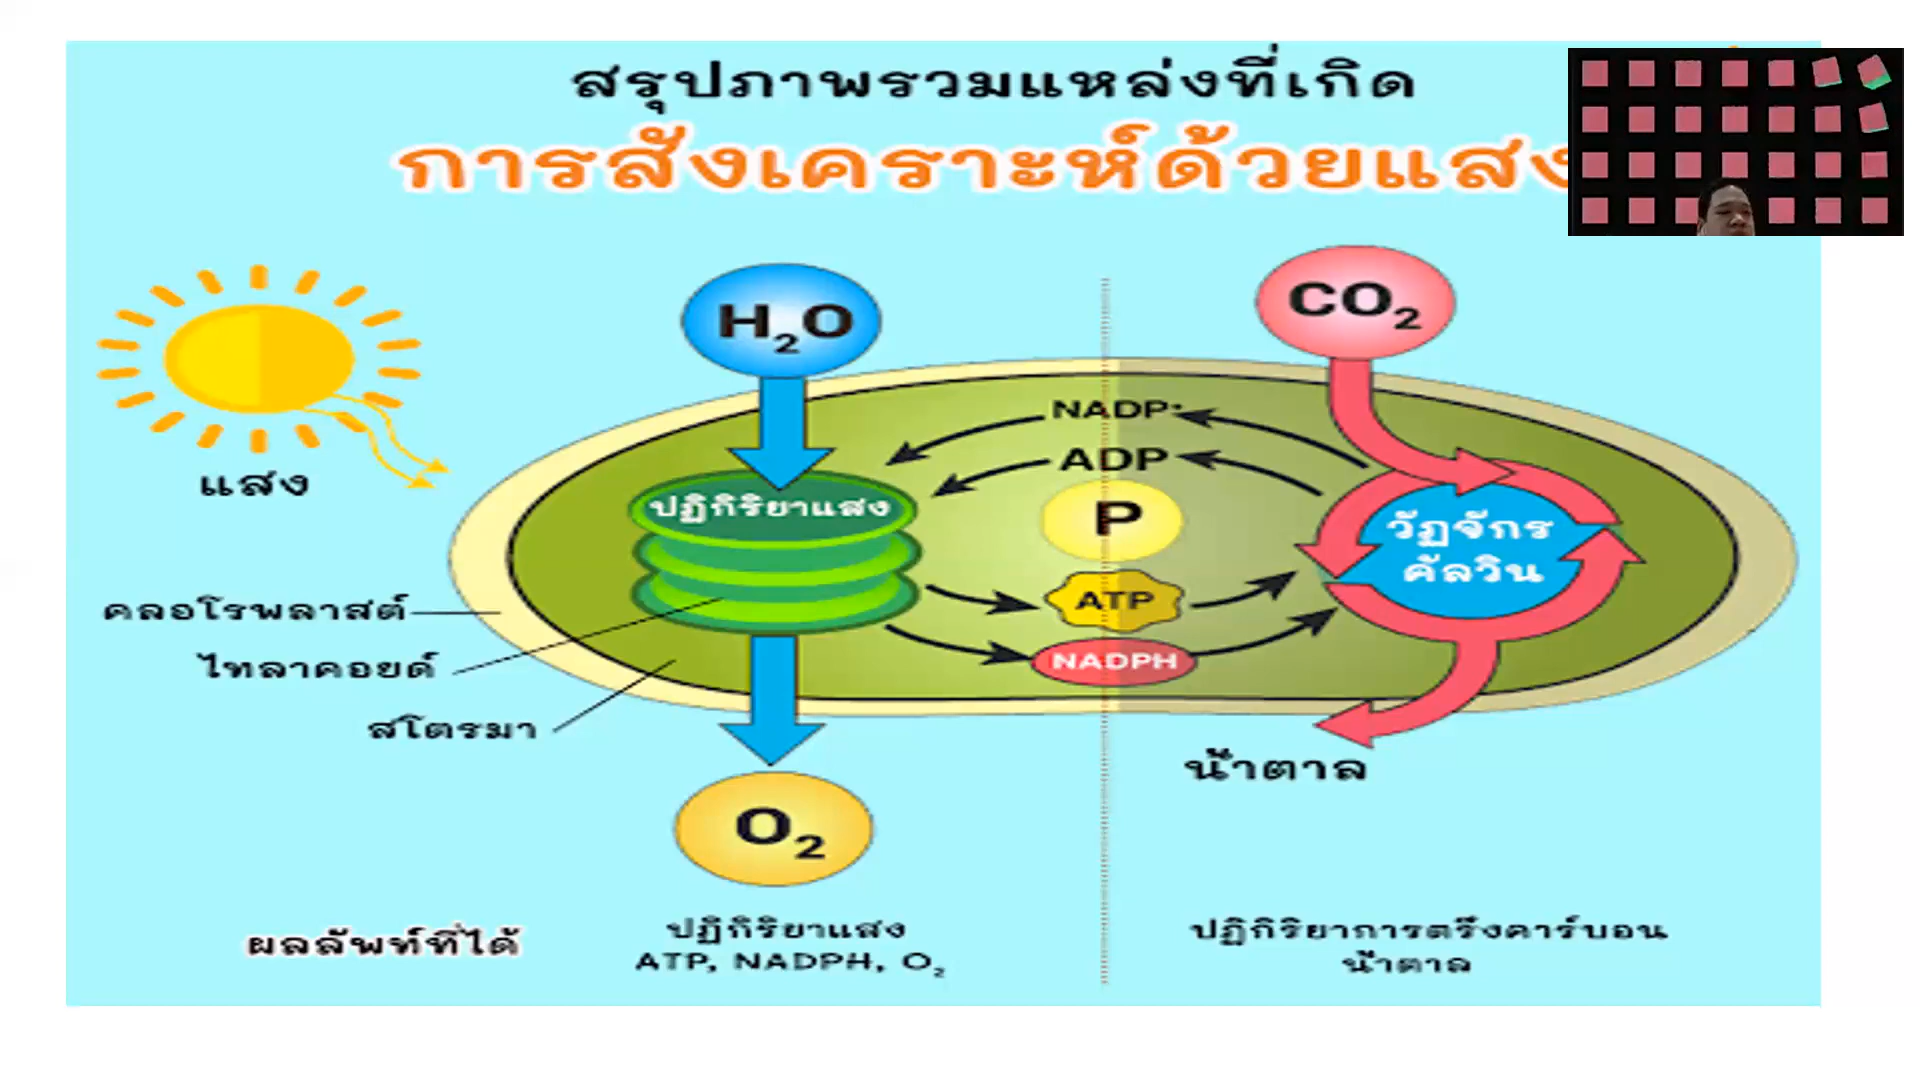 สรุปภาพรวมแหล่งที่เกิด
การสังเคราะห์ด้วยแสง
H₂O
CO₂
NADP⁺
ADP
แสง
ปฏิกิริยาแสง
P
วัฏจักร
คัลวิน
ATP
คลอโรพลาสต์
ไทลาคอยด์
NADPH
สโตรมา
น้ำตาล
O₂
ผลลัพท์ที่ได้
ปฏิกิริยาแสง
ATP, NADPH, O₂
ปฏิกิริยาการตรึงคาร์บอน
น้ำตาล